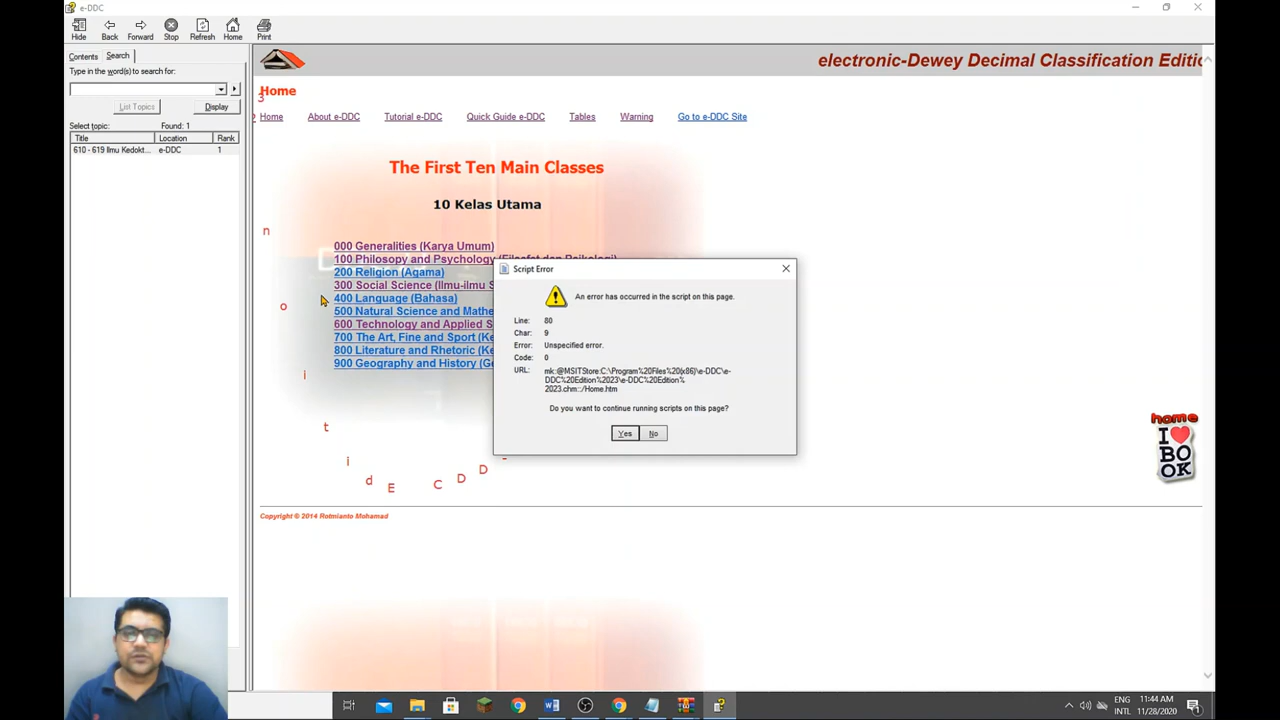 e-DDC
Hide Back Forward Stop Refresh Home Print
Contents Search
Type in the word(s) to search for:
List Topics Display
Select topic: Found: 1
Title Location Rank
610 - 619 Ilmu Kedokt... e-DDC 1
electronic-Dewey Decimal Classification Editio
3
Home
Home About e-DDC Tutorial e-DDC Quick Guide e-DDC Tables Warning Go to e-DDC Site
The First Ten Main Classes
10 Kelas Utama
000 Generalities (Karya Umum)
100 Philosopy and Psychology (Filsafat dan Psikologi)
200 Religion (Agama)
300 Social Science (Ilmu-ilmu S
400 Language (Bahasa)
500 Natural Science and Mathe
600 Technology and Applied S
700 The Art, Fine and Sport (Ke
800 Literature and Rhetoric (Ke
900 Geography and History (Ge
n
o
i
t
i
d
E
C
D
D
Script Error
An error has occurred in the script on this page.
Line: 80
Char: 9
Error: Unspecified error.
Code: 0
URL: mk:@MSITStore:C:\Program%20Files%20(x86)\e-DDC\e-
DDC%20Edition%2023\e-DDC%20Edition%
2023.chm::/Home.htm
Do you want to continue running scripts on this page?
Yes No
home
I
BO
OK
Copyright © 2014 Rotmianto Mohamad
ENG 11:44 AM
INTL 11/28/2020